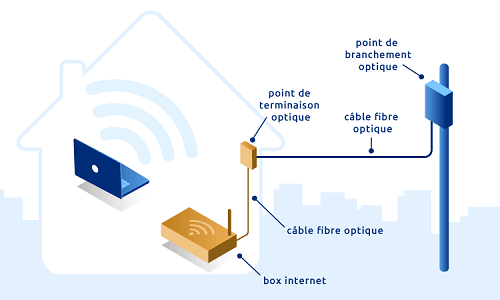 point de
branchement
optique
point de
terminaison
optique
câble fibre
optique
câble fibre optique
box internet